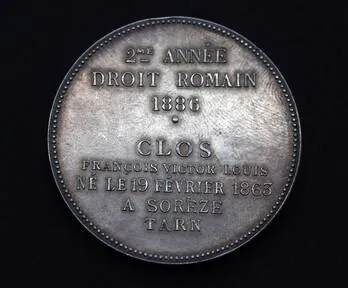 2ME ANNÉE
DROIT ROMAIN
1886
CLOS
FRANÇOIS VICTOR LOUIS
NÉ LE 19 FÉVRIER 1863
A SORÈZE
TARN